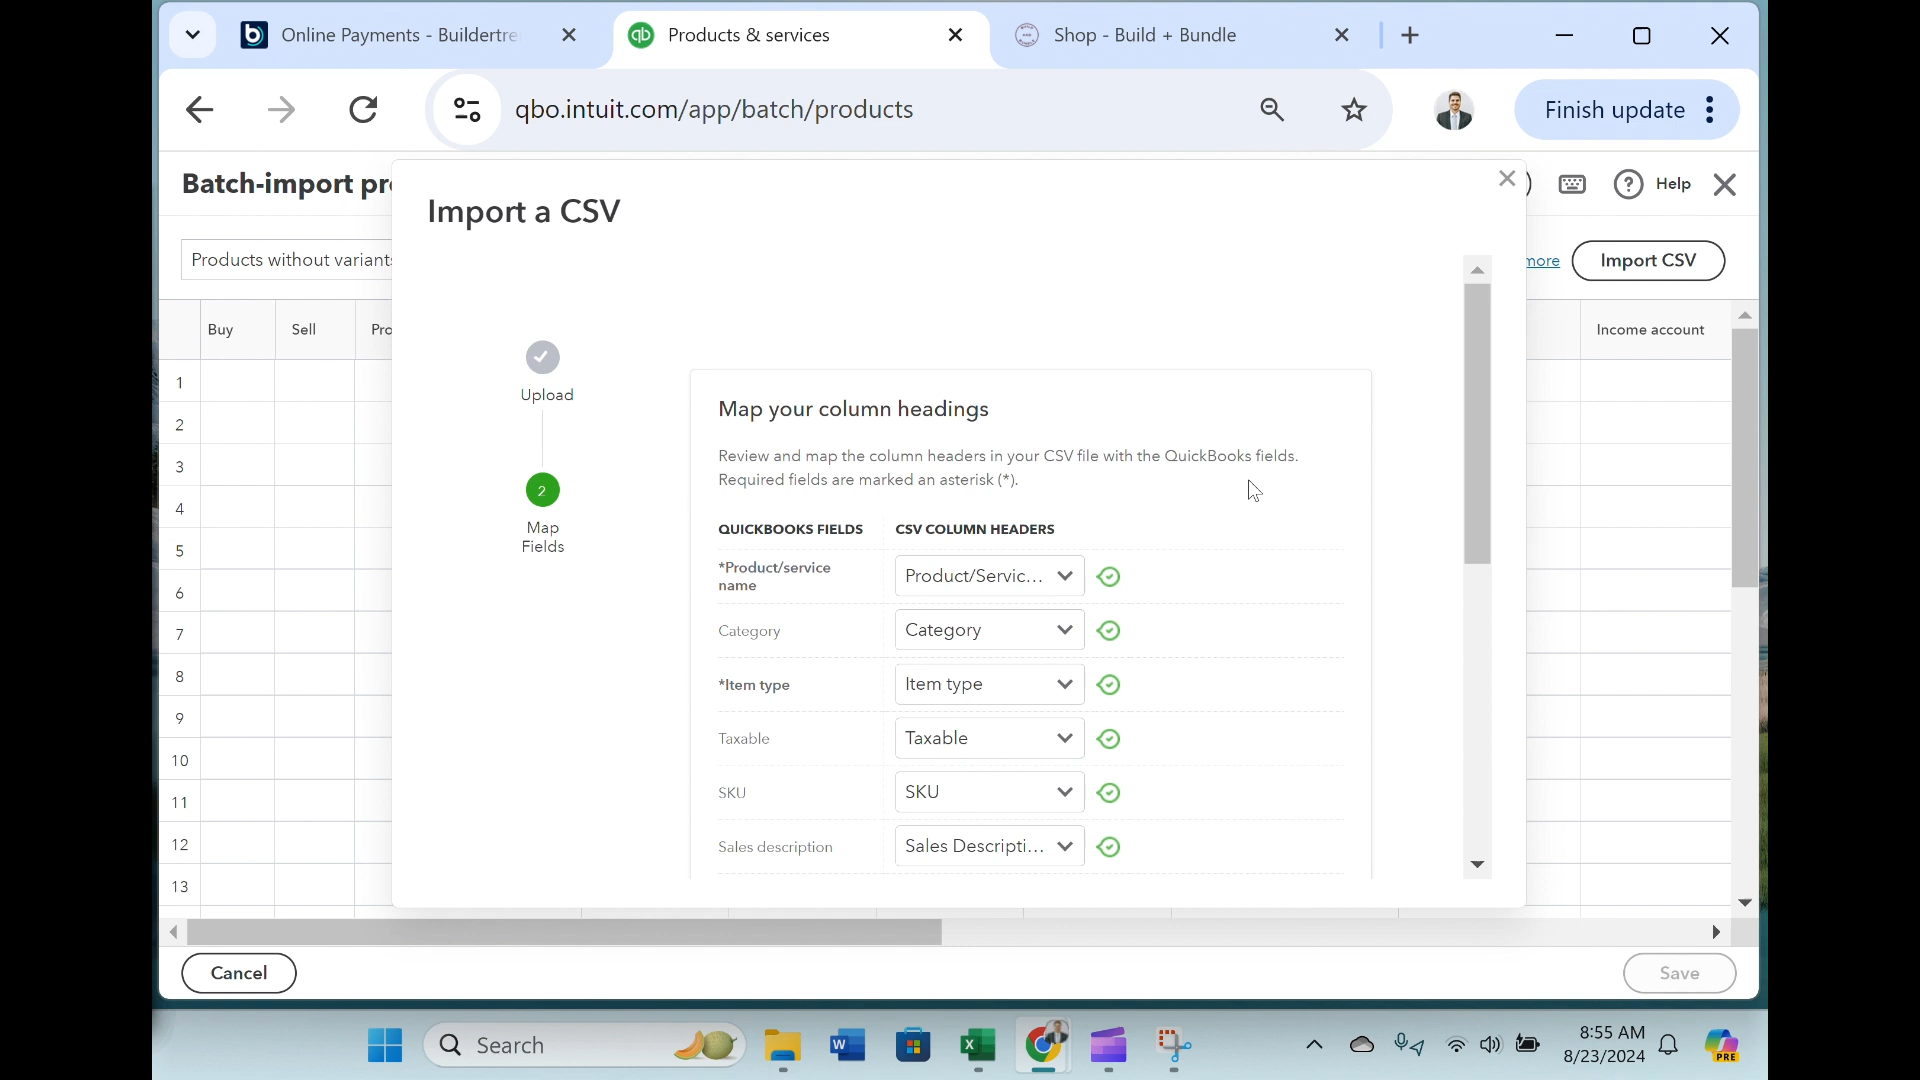 Online Payments - Buildertre
Products & services
Shop - Build + Bundle
qbo.intuit.com/app/batch/products
Finish update
Batch-import pr
Import a CSV
Help
Products without variants
more
Import CSV
Buy
Sell
Pro
Income account
1
2
3
4
5
6
7
8
9
10
11
12
13
Upload
2
Map
Fields
Map your column headings
Review and map the column headers in your CSV file with the QuickBooks fields.
Required fields are marked an asterisk (*).
QUICKBOOKS FIELDS
CSV COLUMN HEADERS
*Product/service
name
Product/Servic...
Category
Category
*Item type
Item type
Taxable
Taxable
SKU
SKU
Sales description
Sales Descripti...
Cancel
Save
Search
8:55 AM
8/23/2024
PRE